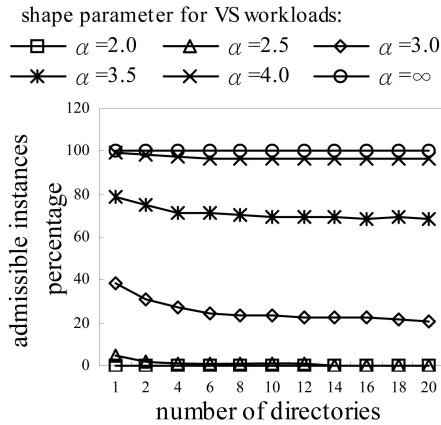 shape parameter for VS workloads:
α=2.0 α=2.5 α=3.0
α=3.5 α=4.0 α=∞
admissible instances
percentage
120
100
80
60
40
20
0
1 2 4 6 8 10 12 14 16 18 20
number of directories